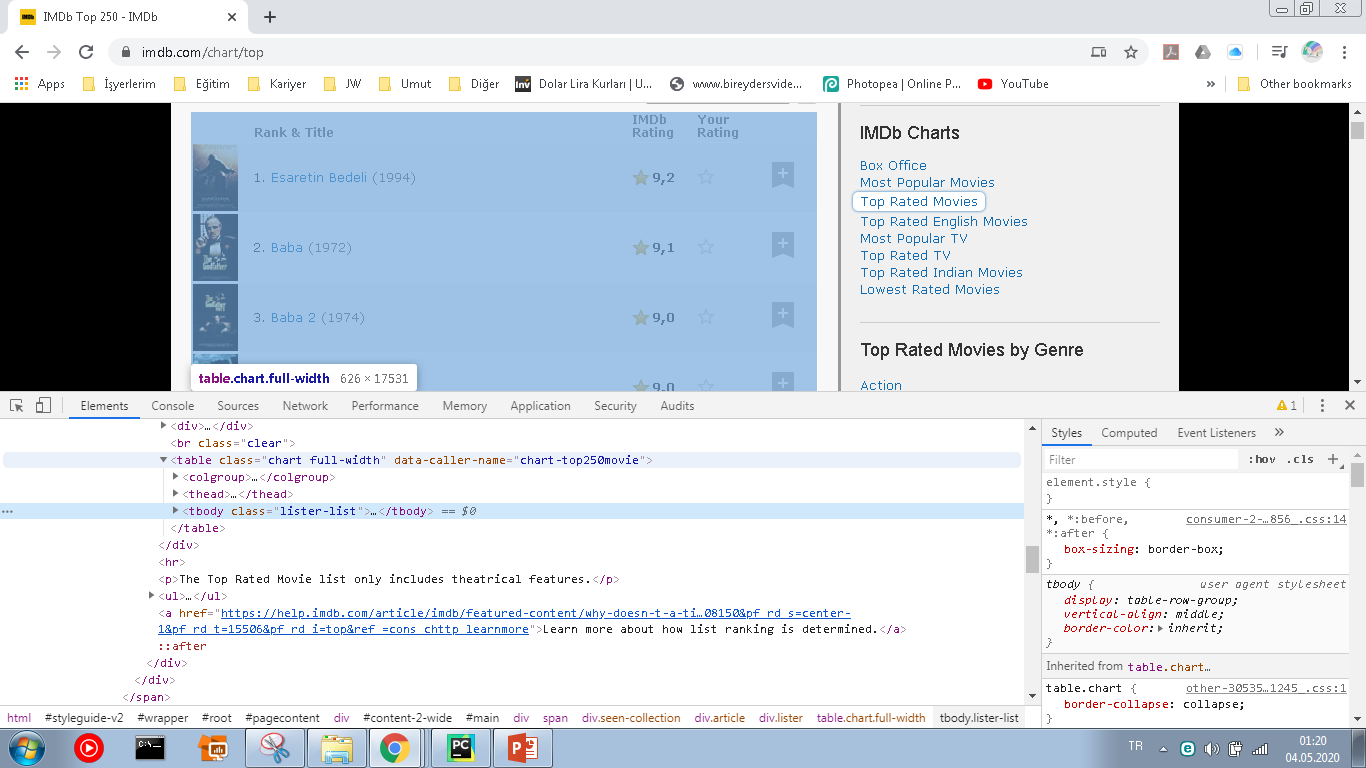 IMDb Top 250 - IMDb
imdb.com/chart/top
Apps İşyerlerim Eğitim Kariyer JW Umut Diğer Dolar Lira Kurları | U... www.bireydersvide... Photopea | Online P... YouTube » Other bookmarks
Rank & Title IMDb Rating Your Rating
1. Esaretin Bedeli (1994) 9,2
2. Baba (1972) 9,1
3. Baba 2 (1974) 9,0
9,0
table.chart.full-width 626 × 17531
IMDb Charts
Box Office
Most Popular Movies
Top Rated Movies
Top Rated English Movies
Most Popular TV
Top Rated TV
Top Rated Indian Movies
Lowest Rated Movies
Top Rated Movies by Genre
Action
Elements Console Sources Network Performance Memory Application Security Audits 1
<div>…</div>
<br class="clear">
<table class="chart full-width" data-caller-name="chart-top250movie">
<colgroup>…</colgroup>
<thead>…</thead>
<tbody class="lister-list">…</tbody> == $0
</table>
</div>
<hr>
<p>The Top Rated Movie list only includes theatrical features.</p>
<ul>…</ul>
<a href="https://help.imdb.com/article/imdb/featured-content/why-doesn-t-a-ti…08150&pf_rd_s=center-
1&pf_rd_t=15506&pf_rd_i=top&ref_=cons_chttp_learnmore">Learn more about how list ranking is determined.</a>
::after
</div>
</div>
</span>
html #styleguide-v2 #wrapper #root #pagecontent div #content-2-wide #main div span div.seen-collection div.article div.lister table.chart.full-width tbody.lister-list
Styles Computed Event Listeners »
Filter :hov .cls +
element.style {
}
*, *:before, consumer-2-…856_.css:14
*:after {
box-sizing: border-box;
}
tbody { user agent stylesheet
display: table-row-group;
vertical-align: middle;
border-color: inherit;
}
Inherited from table.chart…
table.chart { other-30535…1245_.css:1
border-collapse: collapse;
}
C:\_
PC
TR
01:20
04.05.2020